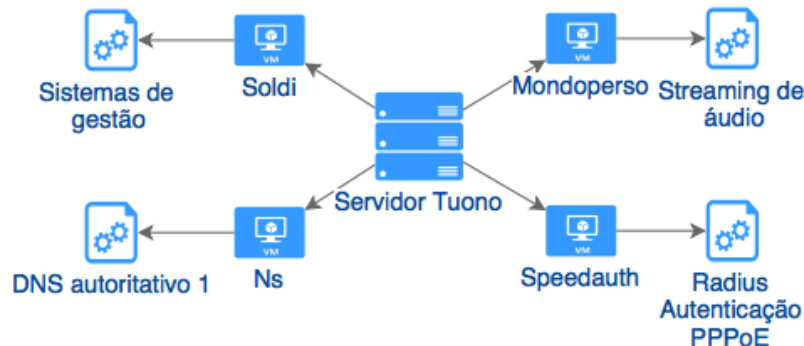 VM
Soldi
Sistemas de
gestão
VM
Mondoperso
Streaming de
áudio
Servidor Tuono
VM
Ns
DNS autoritativo 1
VM
Speedauth
Radius
Autenticação
PPPoE